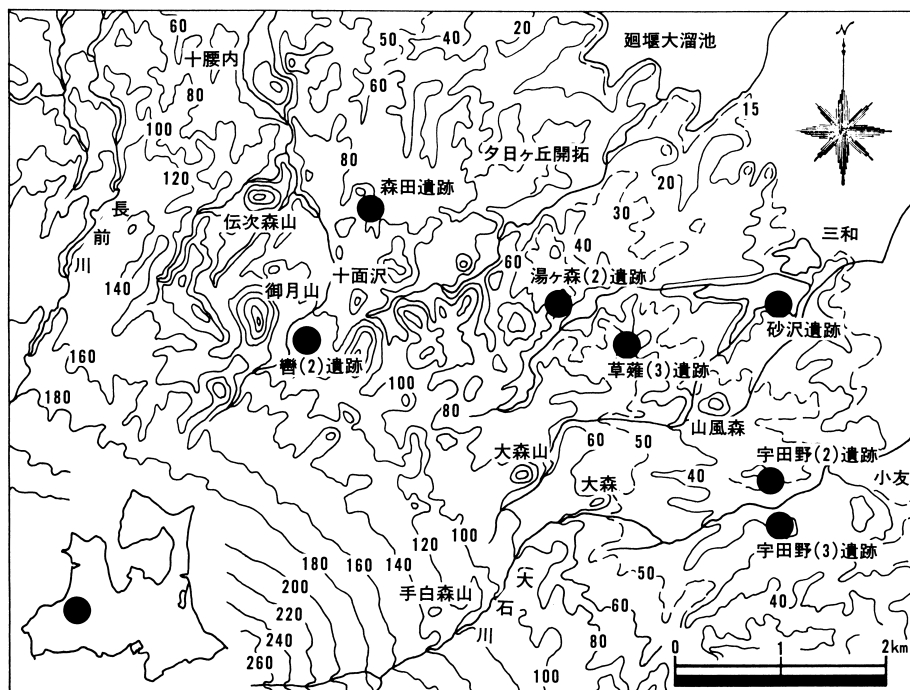 60
50
40
20
廻堰大溜池
N
十腰内
80
60
100
15
夕日ヶ丘開拓
120
80
森田遺跡
20
伝次森山
30
長前川
40
三和
60
湯ヶ森(2)遺跡
十面沢
御月山
140
砂沢遺跡
轡(2)遺跡
草薙(3)遺跡
160
100
180
80
山風森
大森山
60
50
宇田野(2)遺跡
40
小友
大森
宇田野(3)遺跡
100
120
140
160
180
50
大石川
手白森山
200
60
40
220
80
240
260
100
0
1
2km